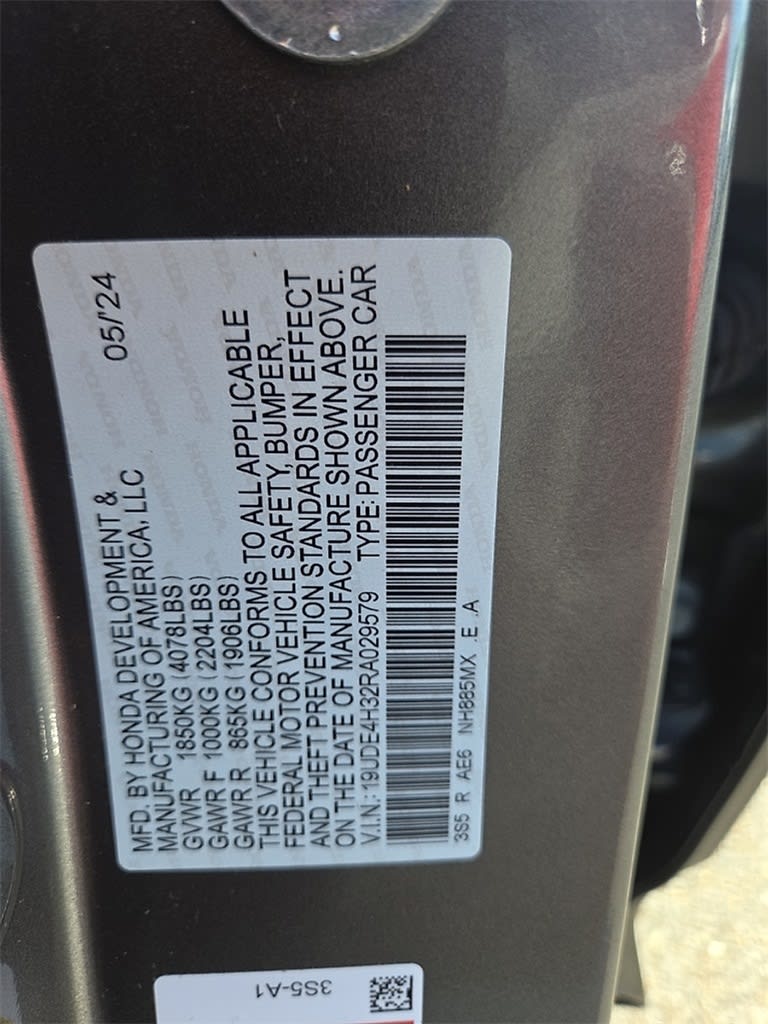 MFD. BY HONDA DEVELOPMENT & 05/'24
MANUFACTURING OF AMERICA, LLC
GVWR 1850KG (4078LBS)
GAWR F 1000KG (2204LBS)
GAWR R 865KG (1906LBS)
THIS VEHICLE CONFORMS TO ALL APPLICABLE
FEDERAL MOTOR VEHICLE SAFETY, BUMPER,
AND THEFT PREVENTION STANDARDS IN EFFECT
ON THE DATE OF MANUFACTURE SHOWN ABOVE.
V.I.N.: 19UDE4H32RA029579 TYPE: PASSENGER CAR
3S5 R AE6 NH885MX .E .A
3S5-A1